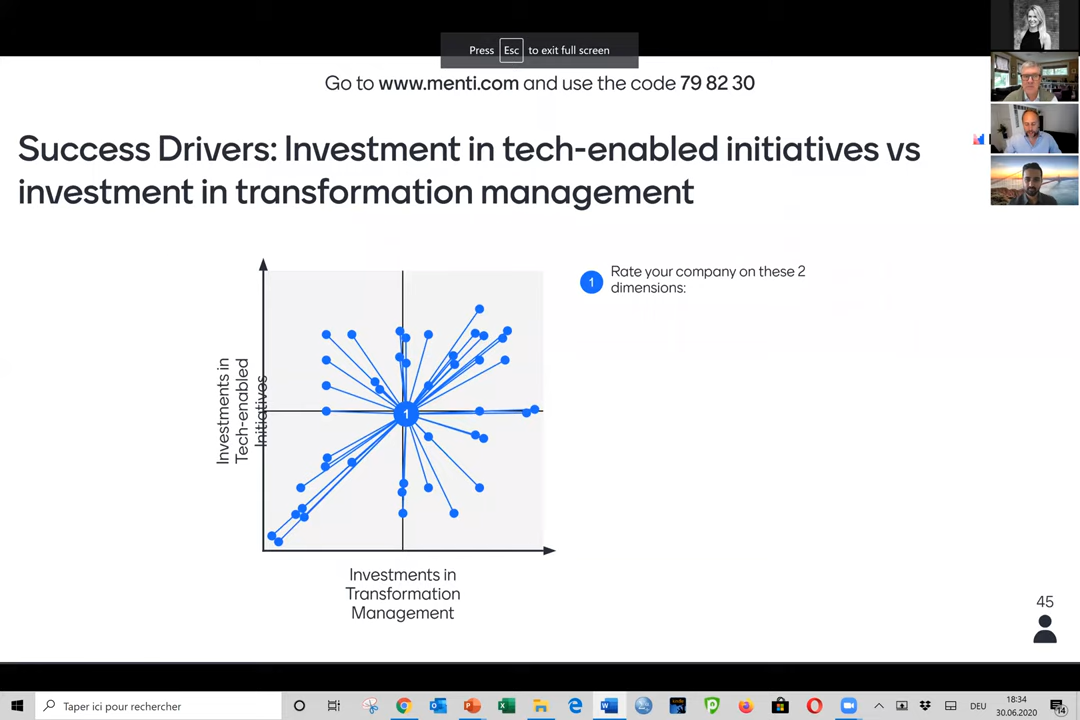 Press Esc to exit full screen
Go to www.menti.com and use the code 79 82 30
Success Drivers: Investment in tech-enabled initiatives vs
investment in transformation management
1
Rate your company on these 2
dimensions:
Investments in
Tech-enabled
Initiatives
1
Investments in
Transformation
Management
45
Taper ici pour rechercher
DEU
18:34
30.06.2020
14